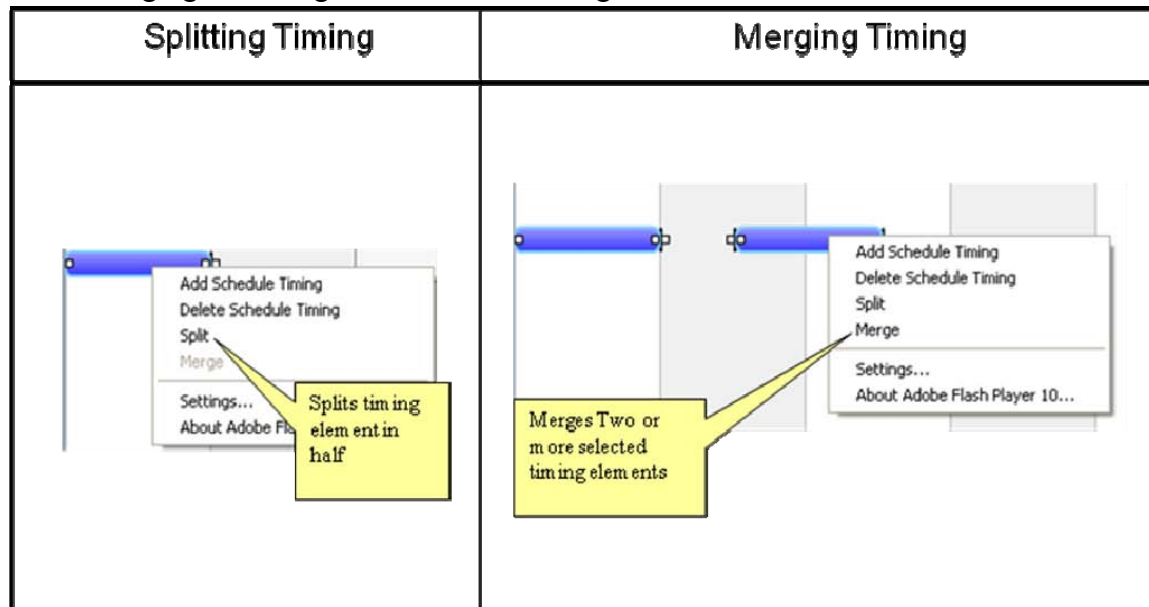 Splitting Timing
Merging Timing
Add Schedule Timing
Delete Schedule Timing
Split
Merge
Settings...
About Adobe Fla
Splits timing
element in
half
Add Schedule Timing
Delete Schedule Timing
Split
Merge
Settings...
About Adobe Flash Player 10...
Merges Two or
more selected
timing elements